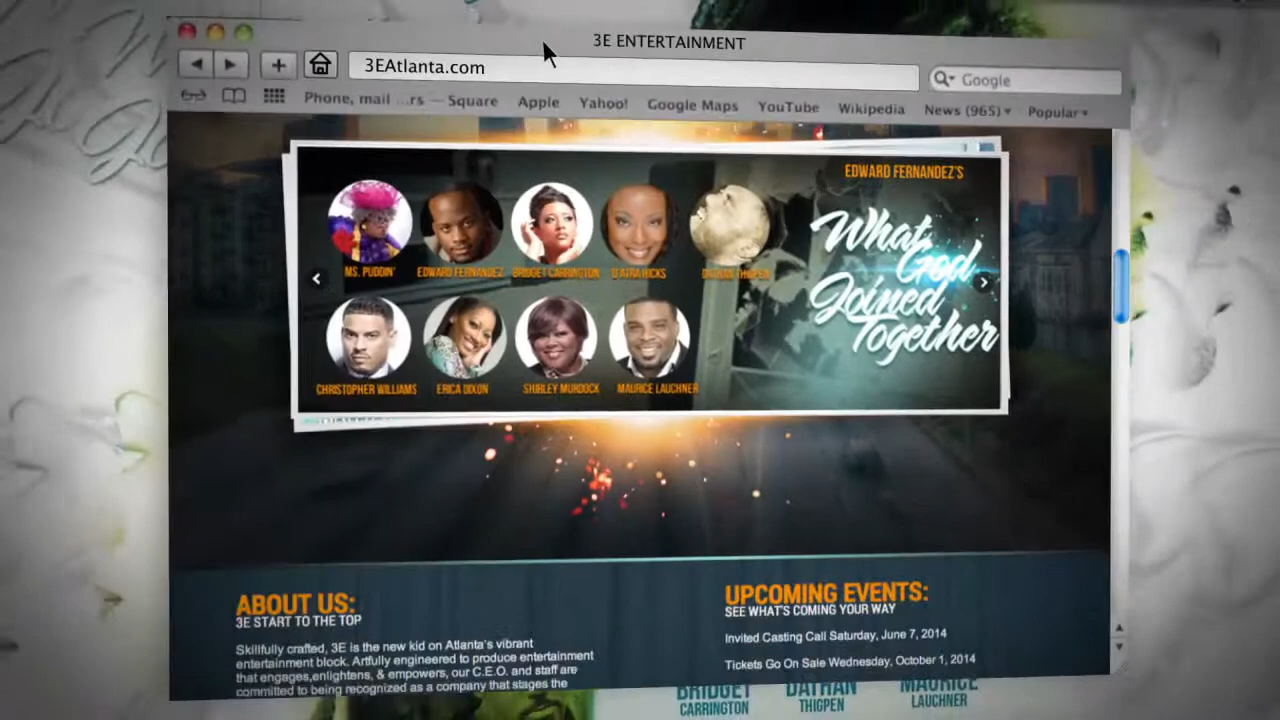 3E ENTERTAINMENT
3EAtlanta.com
Google
Phone, mail ...rs — Square Apple Yahoo! Google Maps YouTube Wikipedia News (965) Popular
EDWARD FERNANDEZ'S
What
God
Joined
Together
MS. PUDDIN' EDWARD FERNANDEZ BRIDGET CARRINGTON D'ATRA HICKS DATHAN THIGPEN
CHRISTOPHER WILLIAMS ERICA DIXON SHIRLEY MURDOCK MAURICE LAUCHNER
ABOUT US:
3E START TO THE TOP
Skillfully crafted, 3E is the new kid on Atlanta's vibrant
entertainment block. Artfully engineered to produce entertainment
that engages,enlightens, & empowers, our C.E.O. and staff are
committed to being recognized as a company that stages the
UPCOMING EVENTS:
SEE WHAT'S COMING YOUR WAY
Invited Casting Call Saturday, June 7, 2014
Tickets Go On Sale Wednesday, October 1, 2014
BRIDGET
CARRINGTON
DATHAN
THIGPEN
MAURICE
LAUCHNER